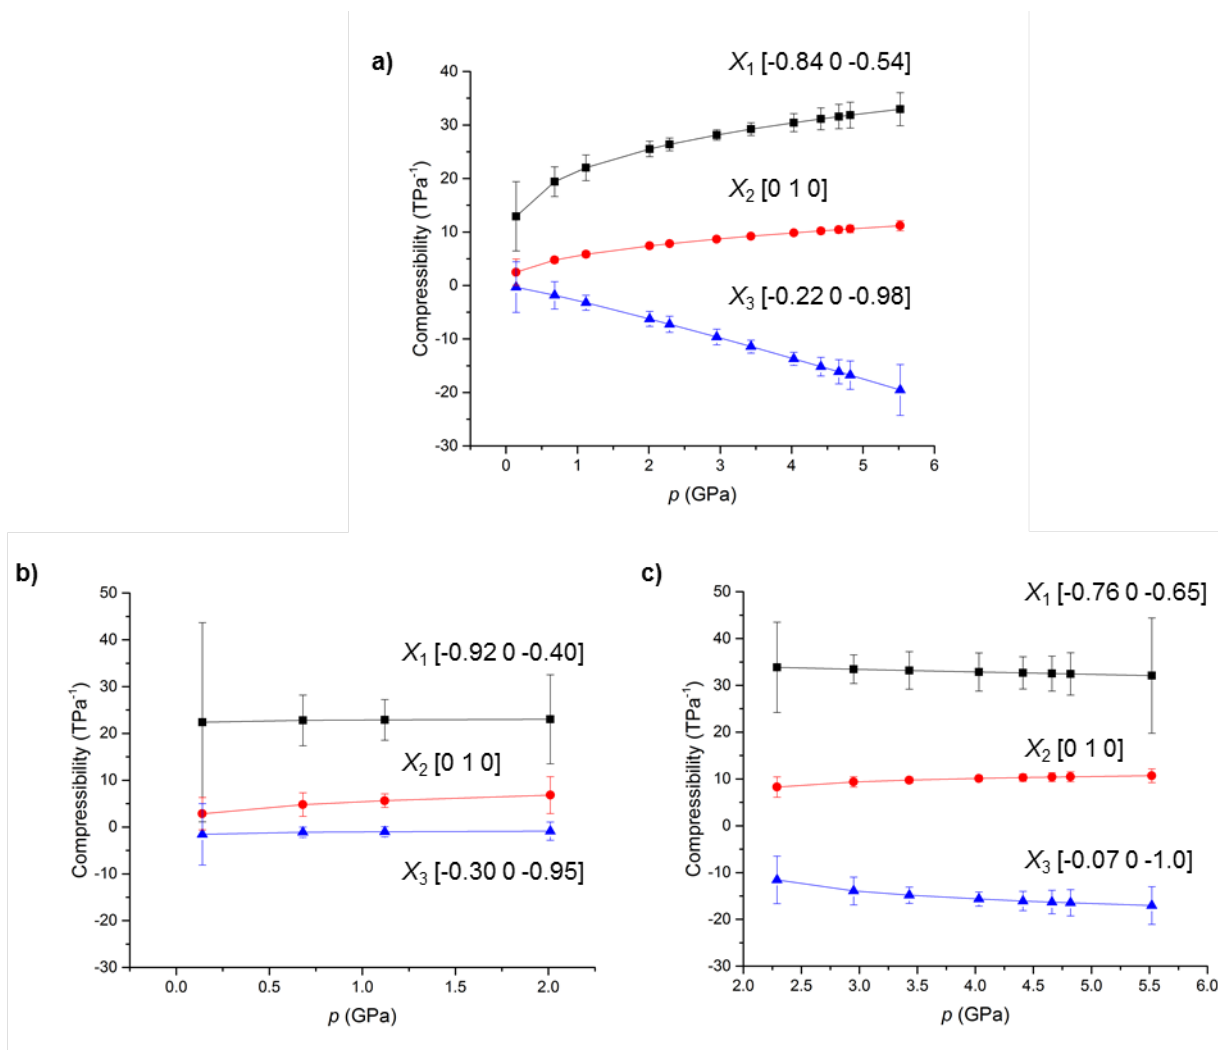 a)
X₁ [-0.84 0 -0.54]
X₂ [0 1 0]
X₃ [-0.22 0 -0.98]
Compressibility (TPa⁻¹)
40
30
20
10
0
-10
-20
-30
0 1 2 3 4 5 6
p (GPa)
b)
X₁ [-0.92 0 -0.40]
X₂ [0 1 0]
X₃ [-0.30 0 -0.95]
Compressibility (TPa⁻¹)
50
40
30
20
10
0
-10
-20
-30
0.0 0.5 1.0 1.5 2.0
p (GPa)
c)
X₁ [-0.76 0 -0.65]
X₂ [0 1 0]
X₃ [-0.07 0 -1.0]
Compressibility (TPa⁻¹)
50
40
30
20
10
0
-10
-20
-30
2.0 2.5 3.0 3.5 4.0 4.5 5.0 5.5 6.0
p (GPa)